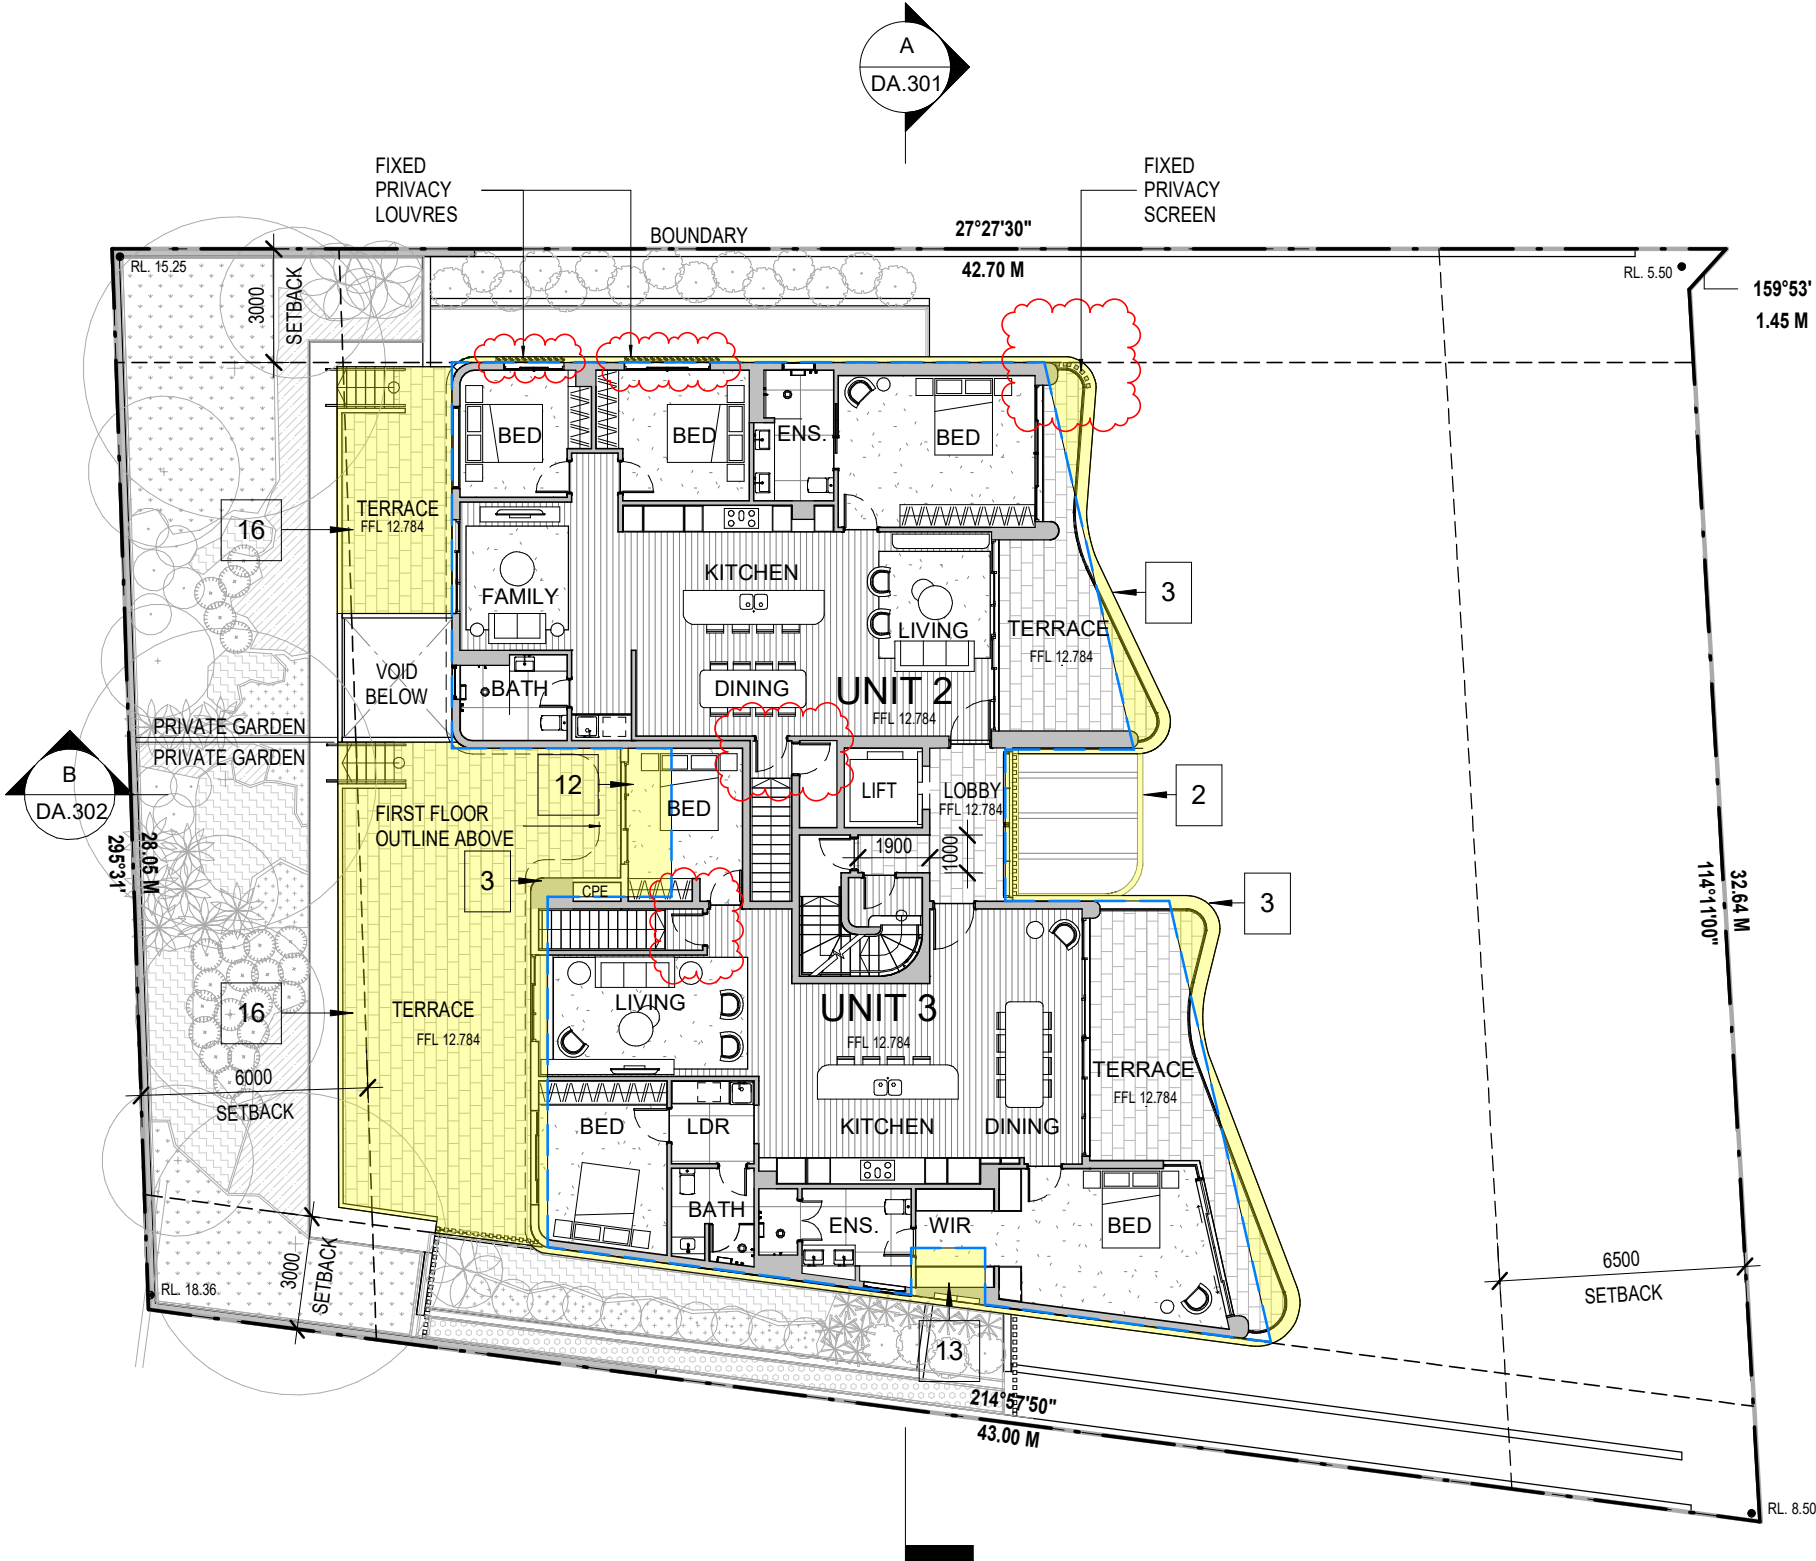 A
DA.301
FIXED
PRIVACY
LOUVRES
FIXED
PRIVACY
SCREEN
BOUNDARY
27°27'30"
42.70 M
RL. 15.25
RL. 5.50
159°53'
1.45 M
3000
SETBACK
BED
BED
ENS.
BED
TERRACE
FFL 12.784
16
FAMILY
KITCHEN
LIVING
TERRACE
FFL 12.784
3
VOID
BELOW
BATH
DINING
UNIT 2
FFL 12.784
PRIVATE GARDEN
PRIVATE GARDEN
B
DA.302
12
BED
LIFT
LOBBY
FFL 12.784
2
FIRST FLOOR
OUTLINE ABOVE
1900
1000
3
CPE
3
28.05 M
295°31'
32.64 M
114°11'00"
16
TERRACE
FFL 12.784
LIVING
UNIT 3
FFL 12.784
TERRACE
FFL 12.784
6000
SETBACK
BED
LDR
KITCHEN
DINING
BATH
ENS.
WIR
BED
3000
SETBACK
RL. 18.36
6500
SETBACK
13
214°57'50"
43.00 M
RL. 8.50